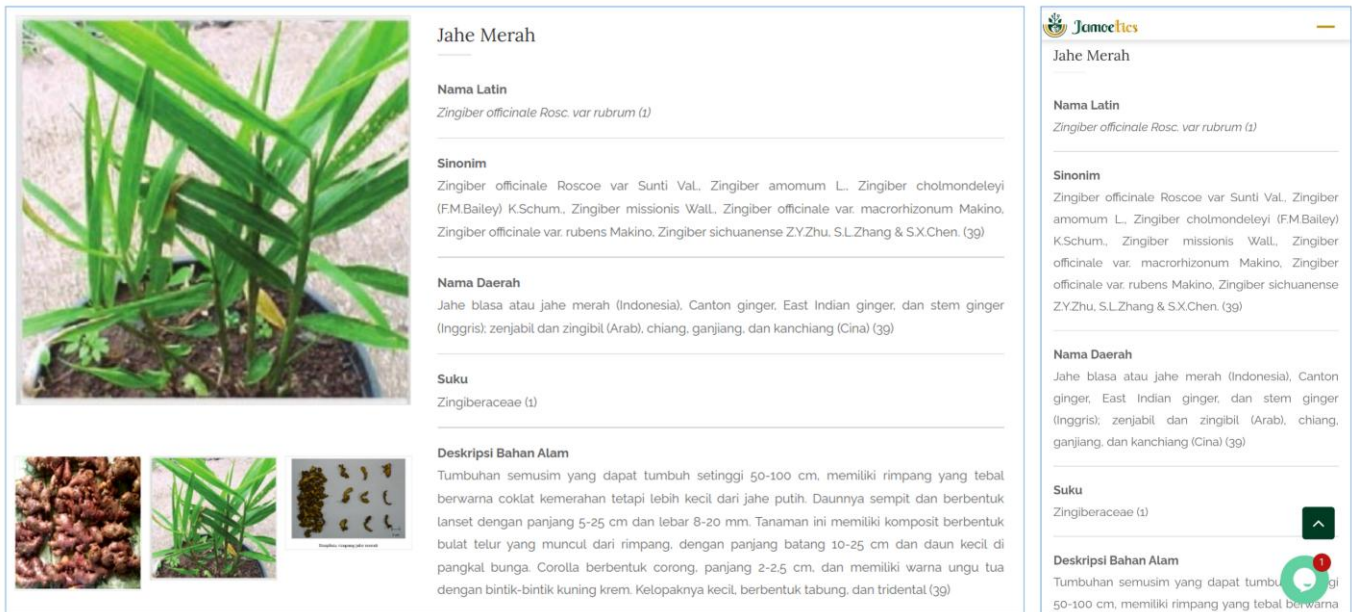 Jahe Merah
Nama Latin
Zingiber officinale Rosc. var rubrum (1)
Sinonim
Zingiber officinale Roscoe var Sunti Val., Zingiber amomum L., Zingiber cholmondeleyi
(F.M.Bailey) K.Schum., Zingiber missionis Wall., Zingiber officinale var. macrorhizonum Makino,
Zingiber officinale var. rubens Makino, Zingiber sichuanense Z.Y.Zhu, S.L.Zhang & S.X.Chen. (39)
Nama Daerah
Jahe blasa atau jahe merah (Indonesia), Canton ginger, East Indian ginger, dan stem ginger
(Inggris); zenjabil dan zingibil (Arab), chiang, ganjiang, dan kanchiang (Cina) (39)
Suku
Zingiberaceae (1)
Deskripsi Bahan Alam
Tumbuhan semusim yang dapat tumbuh setinggi 50-100 cm, memiliki rimpang yang tebal
berwarna coklat kemerahan tetapi lebih kecil dari jahe putih. Daunnya sempit dan berbentuk
lanset dengan panjang 5-25 cm dan lebar 8-20 mm. Tanaman ini memiliki komposit berbentuk
bulat telur yang muncul dari rimpang, dengan panjang batang 10-25 cm dan daun kecil di
pangkal bunga. Corolla berbentuk corong, panjang 2-2,5 cm, dan memiliki warna ungu tua
dengan bintik-bintik kuning krem. Kelopaknya kecil, berbentuk tabung, dan tridental (39)
Jamoetics
Jahe Merah
Nama Latin
Zingiber officinale Rosc. var rubrum (1)
Sinonim
Zingiber officinale Roscoe var Sunti Val., Zingiber
amomum L., Zingiber cholmondeleyi (F.M.Bailey)
K.Schum., Zingiber missionis Wall., Zingiber
officinale var. macrorhizonum Makino, Zingiber
officinale var. rubens Makino, Zingiber sichuanense
Z.Y.Zhu, S.L.Zhang & S.X.Chen. (39)
Nama Daerah
Jahe blasa atau jahe merah (Indonesia), Canton
ginger, East Indian ginger, dan stem ginger
(Inggris); zenjabil dan zingibil (Arab), chiang,
ganjiang, dan kanchiang (Cina) (39)
Suku
Zingiberaceae (1)
Deskripsi Bahan Alam
Tumbuhan semusim yang dapat
1
50-100 cm, memiliki rimpang yang tebal